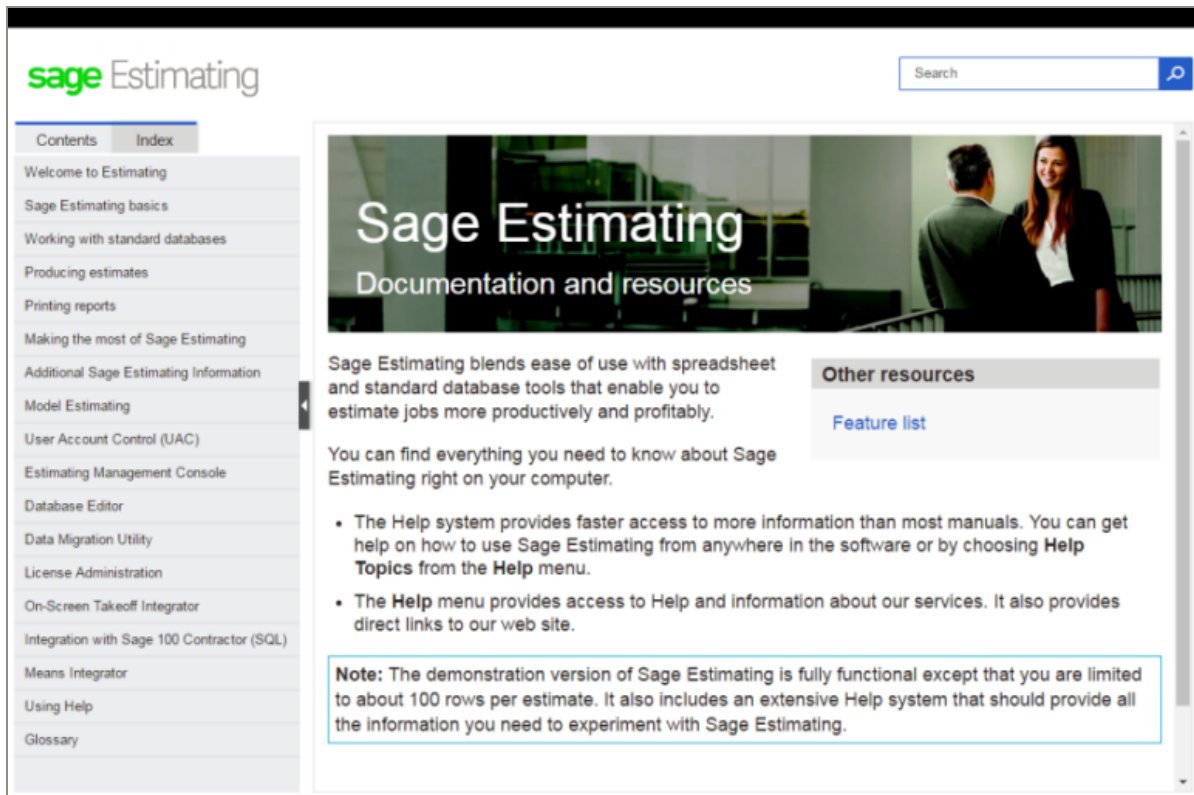 sage Estimating
Search
Contents
Index
Welcome to Estimating
Sage Estimating basics
Working with standard databases
Producing estimates
Printing reports
Making the most of Sage Estimating
Additional Sage Estimating Information
Model Estimating
User Account Control (UAC)
Estimating Management Console
Database Editor
Data Migration Utility
License Administration
On-Screen Takeoff Integrator
Integration with Sage 100 Contractor (SQL)
Means Integrator
Using Help
Glossary
Sage Estimating
Documentation and resources
Sage Estimating blends ease of use with spreadsheet
and standard database tools that enable you to
estimate jobs more productively and profitably.
You can find everything you need to know about Sage
Estimating right on your computer.
Other resources
Feature list
• The Help system provides faster access to more information than most manuals. You can get
help on how to use Sage Estimating from anywhere in the software or by choosing Help
Topics from the Help menu.
• The Help menu provides access to Help and information about our services. It also provides
direct links to our web site.
Note: The demonstration version of Sage Estimating is fully functional except that you are limited
to about 100 rows per estimate. It also includes an extensive Help system that should provide all
the information you need to experiment with Sage Estimating.